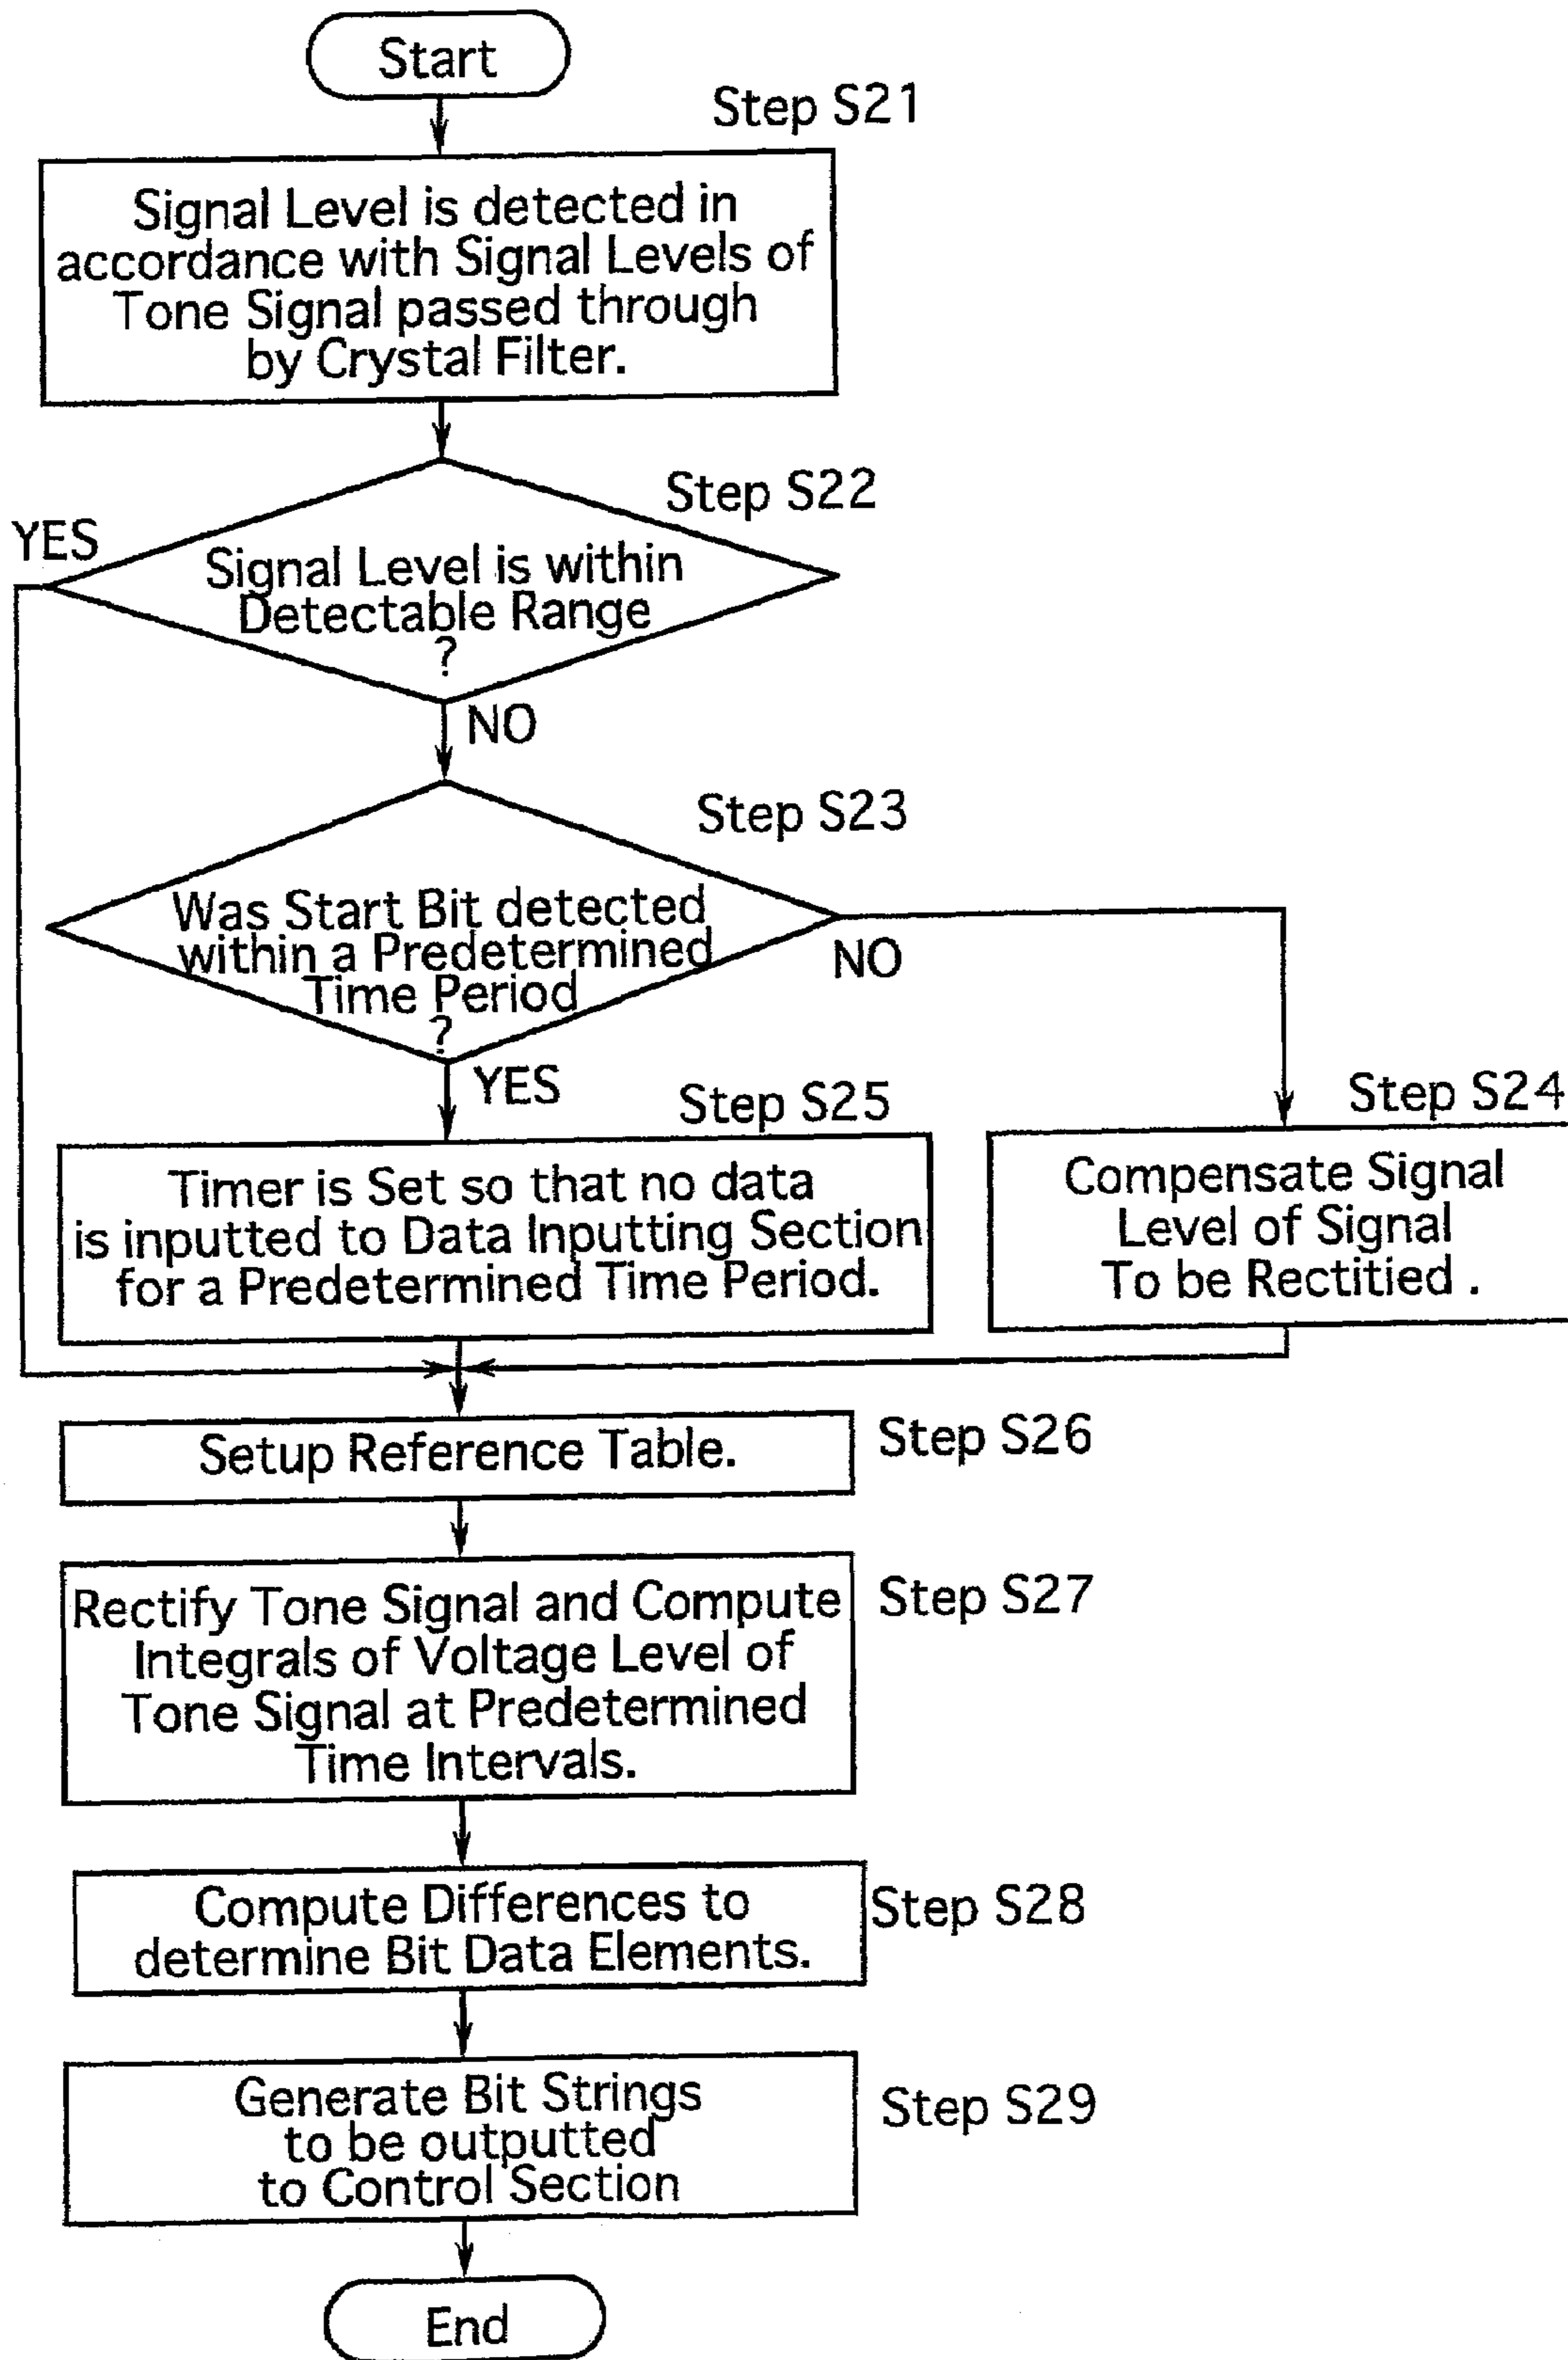 Start
Step S21
Signal Level is detected in
accordance with Signal Levels of
Tone Signal passed through
by Crystal Filter.
Step S22
YES
Signal Level is within
Detectable Range
?
NO
Step S23
Was Start Bit detected
within a Predetermined
Time Period
?
NO
YES
Step S25
Step S24
Timer is Set so that no data
is inputted to Data Inputting Section
for a Predetermined Time Period.
Compensate Signal
Level of Signal
To be Rectitied .
Setup Reference Table.
Step S26
Rectify Tone Signal and Compute
Integrals of Voltage Level of
Tone Signal at Predetermined
Time Intervals.
Step S27
Compute Differences to
determine Bit Data Elements.
Step S28
Generate Bit Strings
to be outputted
to Control Section
Step S29
End